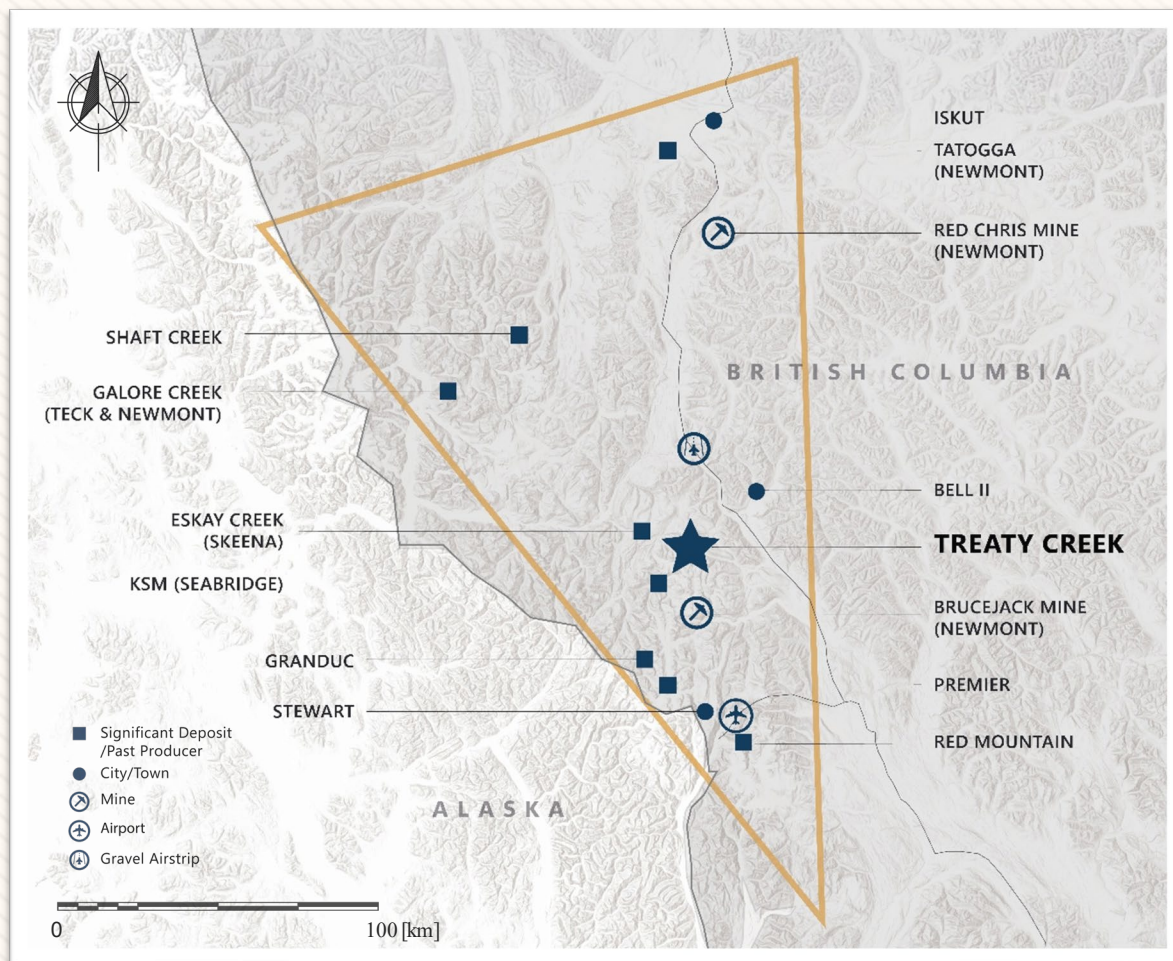 ISKUT
TATOGGA
(NEWMONT)
RED CHRIS MINE
(NEWMONT)
SHAFT CREEK
BRITISH COLUMBIA
GALORE CREEK
(TECK & NEWMONT)
BELL II
ESKAY CREEK
(SKEENA)
TREATY CREEK
KSM (SEABRIDGE)
BRUCEJACK MINE
(NEWMONT)
GRANDUC
PREMIER
STEWART
RED MOUNTAIN
Significant Deposit
/Past Producer
City/Town
Mine
Airport
Gravel Airstrip
ALASKA
0 100 [km]